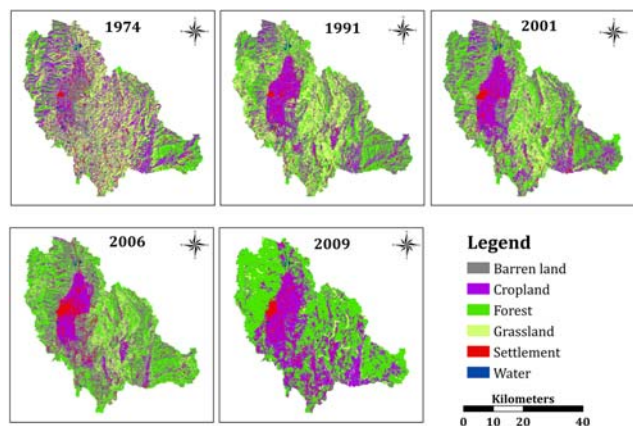 1974
1991
2001
2006
2009
Legend
Barren land
Cropland
Forest
Grassland
Settlement
Water
Kilometers
0 10 20 40